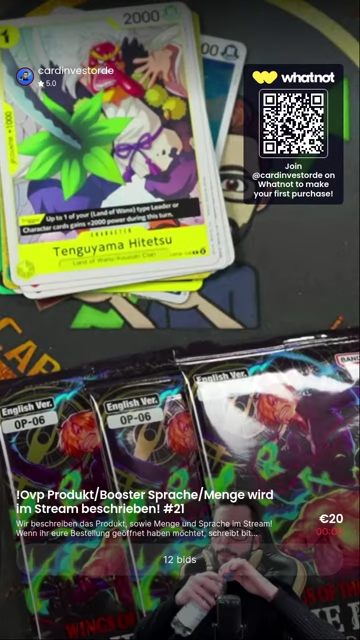 2000
1
cardinvestorde
5.0
whatnot
Join
@cardinvestorde on
Whatnot to make
your first purchase!
Up to 1 of your {Land of Wano} type Leader or
Character cards gains +2000 power during this turn.
CHARACTER
Tenguyama Hitetsu
Land of Wano/Kouzuki Clan
English Ver.
OP-06
English Ver.
OP-06
English Ver.
!Ovp Produkt/Booster Sprache/Menge wird
im Stream beschrieben! #21
Wir beschreiben das Produkt, sowie Menge und Sprache im Stream!
Wenn ihr eure Bestellung geöffnet haben möchtet, schreibt bit...
€20
12 bids
WINGS OF